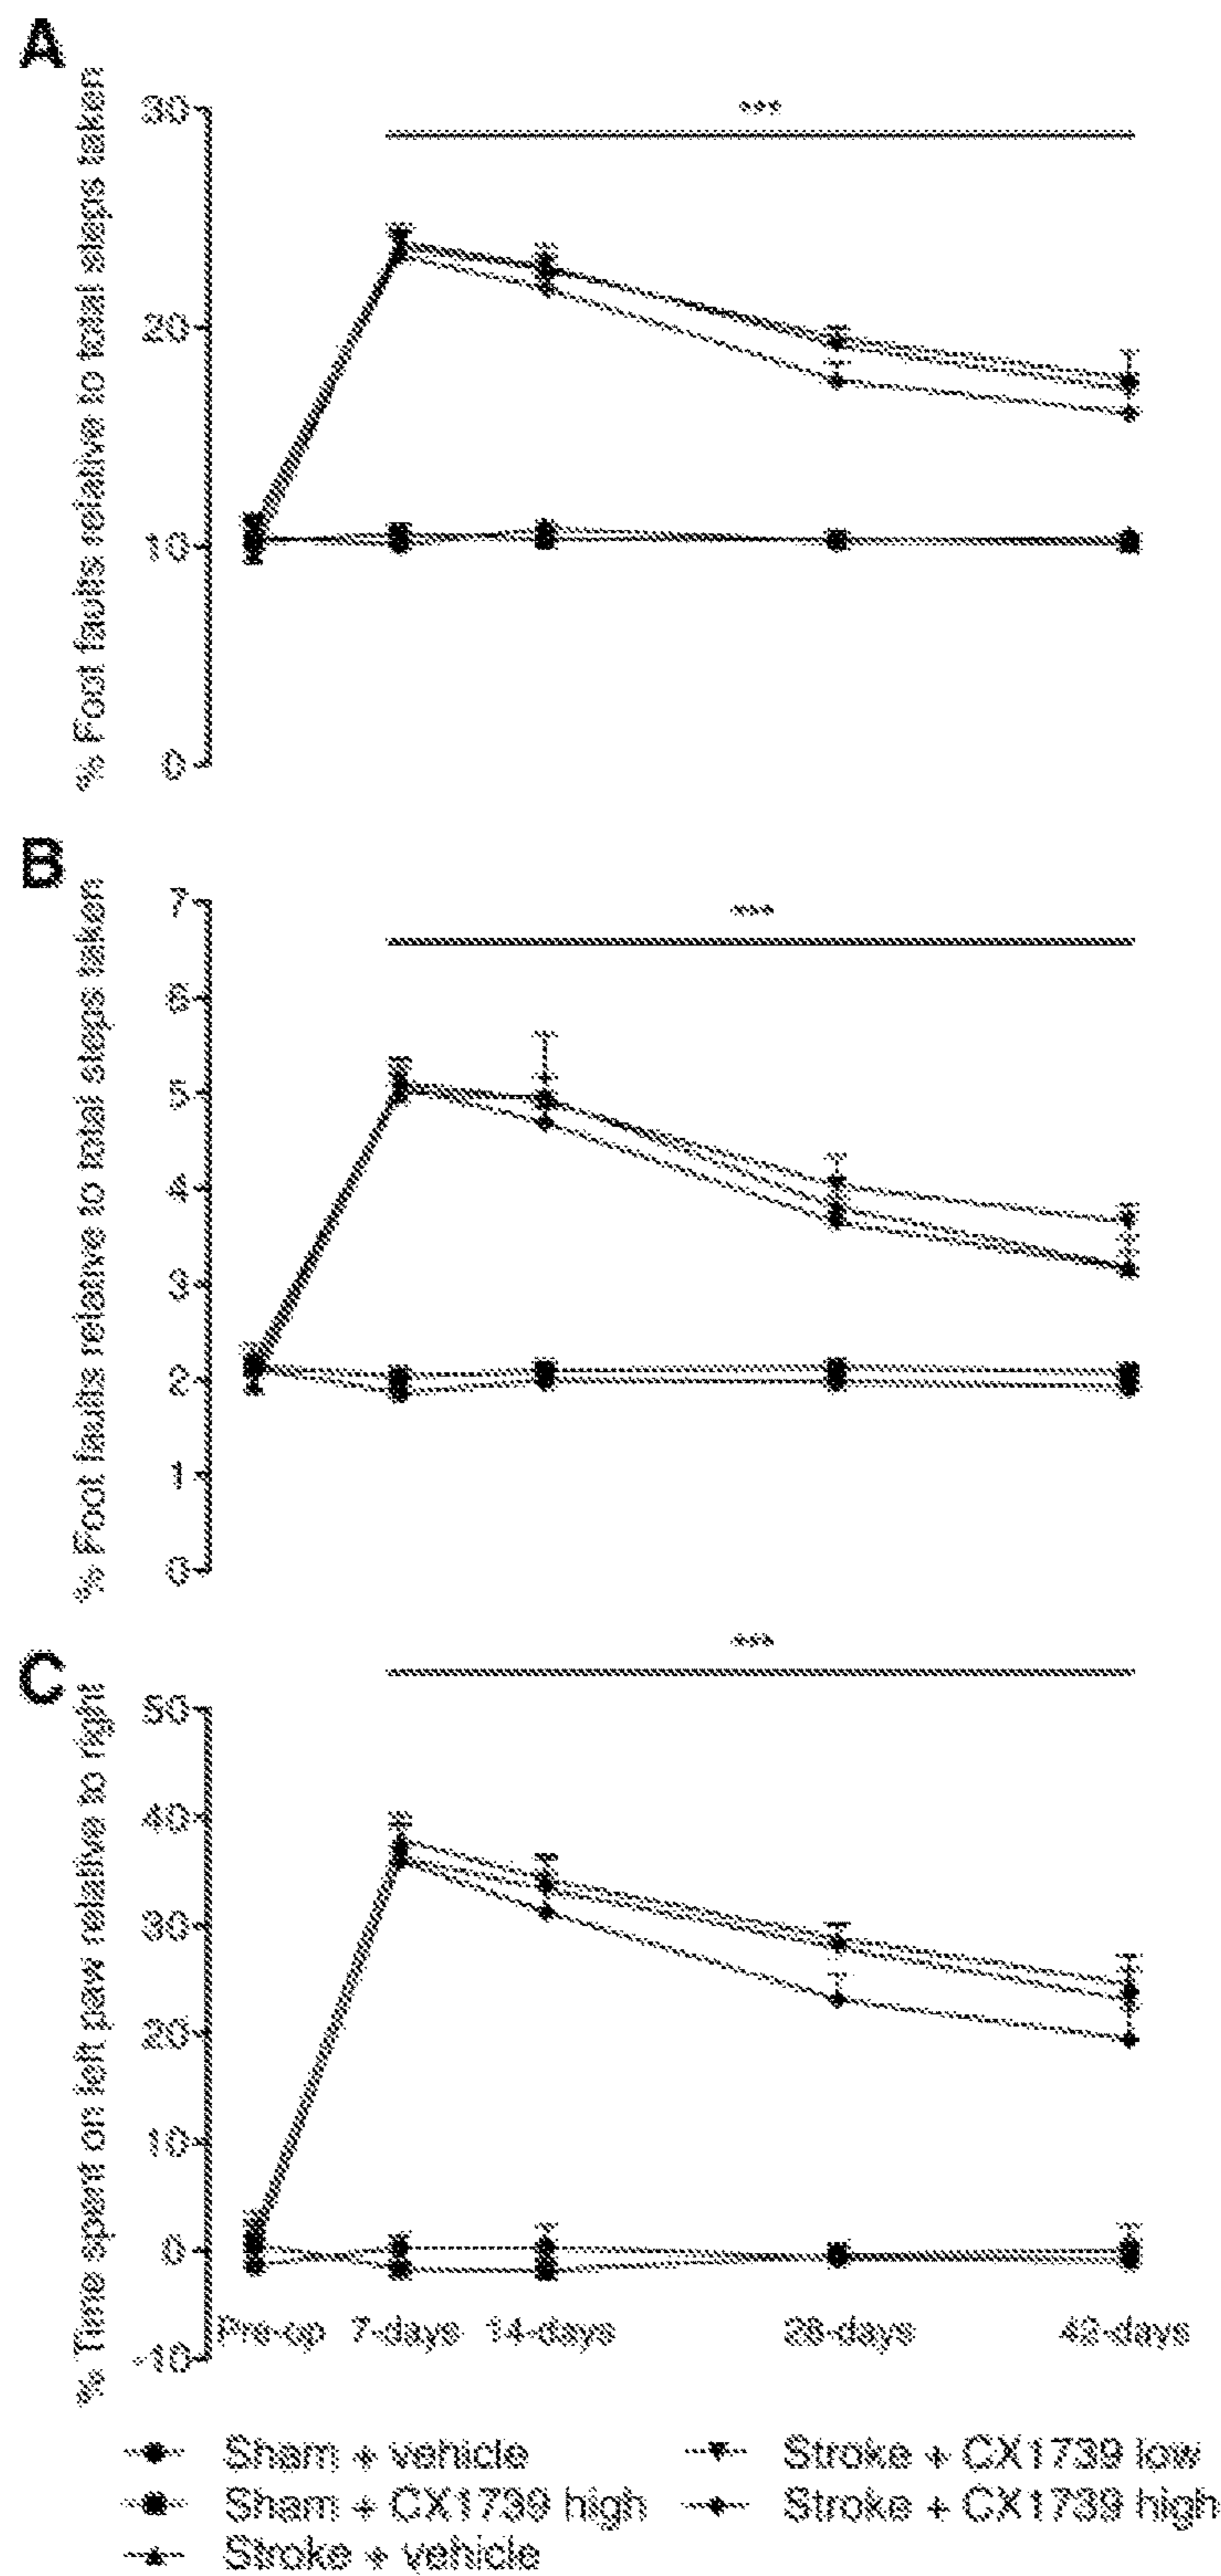 A
% Foot faults relative to total steps taken
30
20
10
0
***
B
% Foot faults relative to total steps taken
7
6
5
4
3
2
1
0
***
C
% Time spent on left paw relative to right
50
40
30
20
10
0
-10
***
Pre-op 7-days 14-days 28-days 42-days
Sham + vehicle
Sham + CX1739 high
Stroke + vehicle
Stroke + CX1739 low
Stroke + CX1739 high